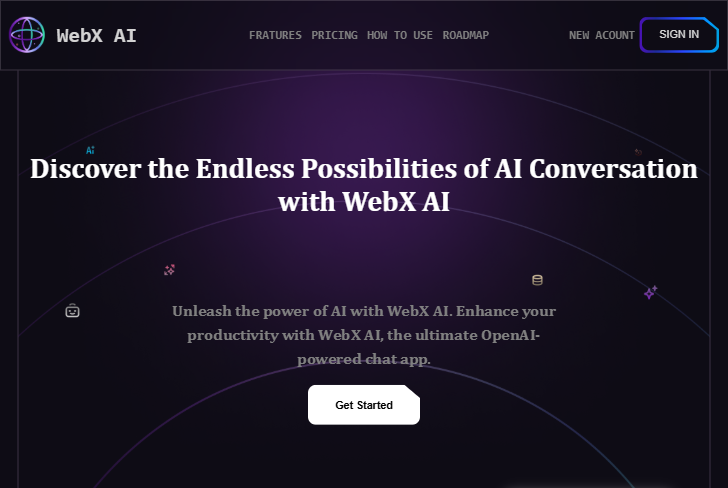 WebX AI
FRATURES PRICING HOW TO USE ROADMAP
NEW ACOUNT SIGN IN
Ai
Discover the Endless Possibilities of AI Conversation
with WebX AI
Unleash the power of AI with WebX AI. Enhance your
productivity with WebX AI, the ultimate OpenAI-
powered chat app.
Get Started